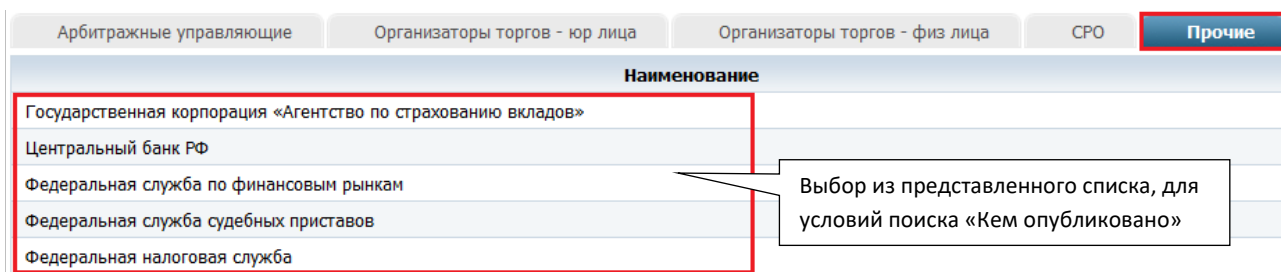 Арбитражные управляющие Организаторы торгов - юр лица Организаторы торгов - физ лица СРО Прочие
Наименование
Государственная корпорация «Агентство по страхованию вкладов»
Центральный банк РФ
Федеральная служба по финансовым рынкам
Федеральная служба судебных приставов
Федеральная налоговая служба
Выбор из представленного списка, для
условий поиска «Кем опубликовано»